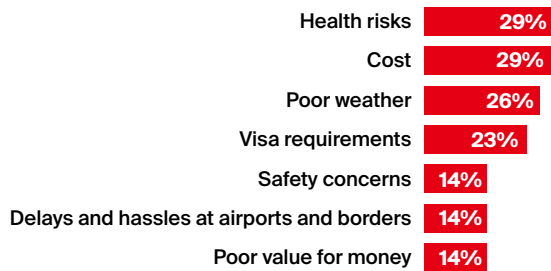 Health risks 29%
Cost 29%
Poor weather 26%
Visa requirements 23%
Safety concerns 14%
Delays and hassles at airports and borders 14%
Poor value for money 14%